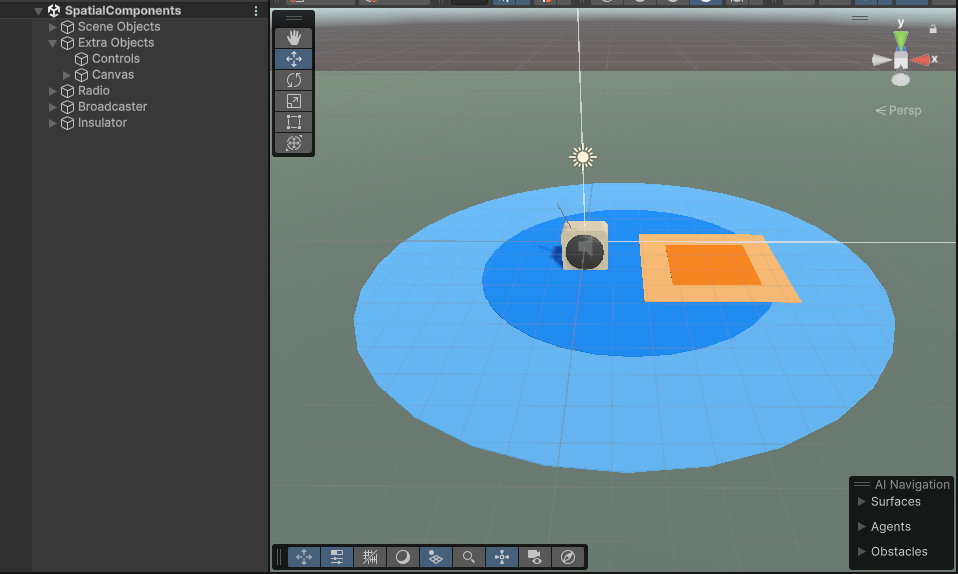 SpatialComponents
Scene Objects
Extra Objects
Controls
Canvas
Radio
Broadcaster
Insulator
y
x
Persp
AI Navigation
Surfaces
Agents
Obstacles